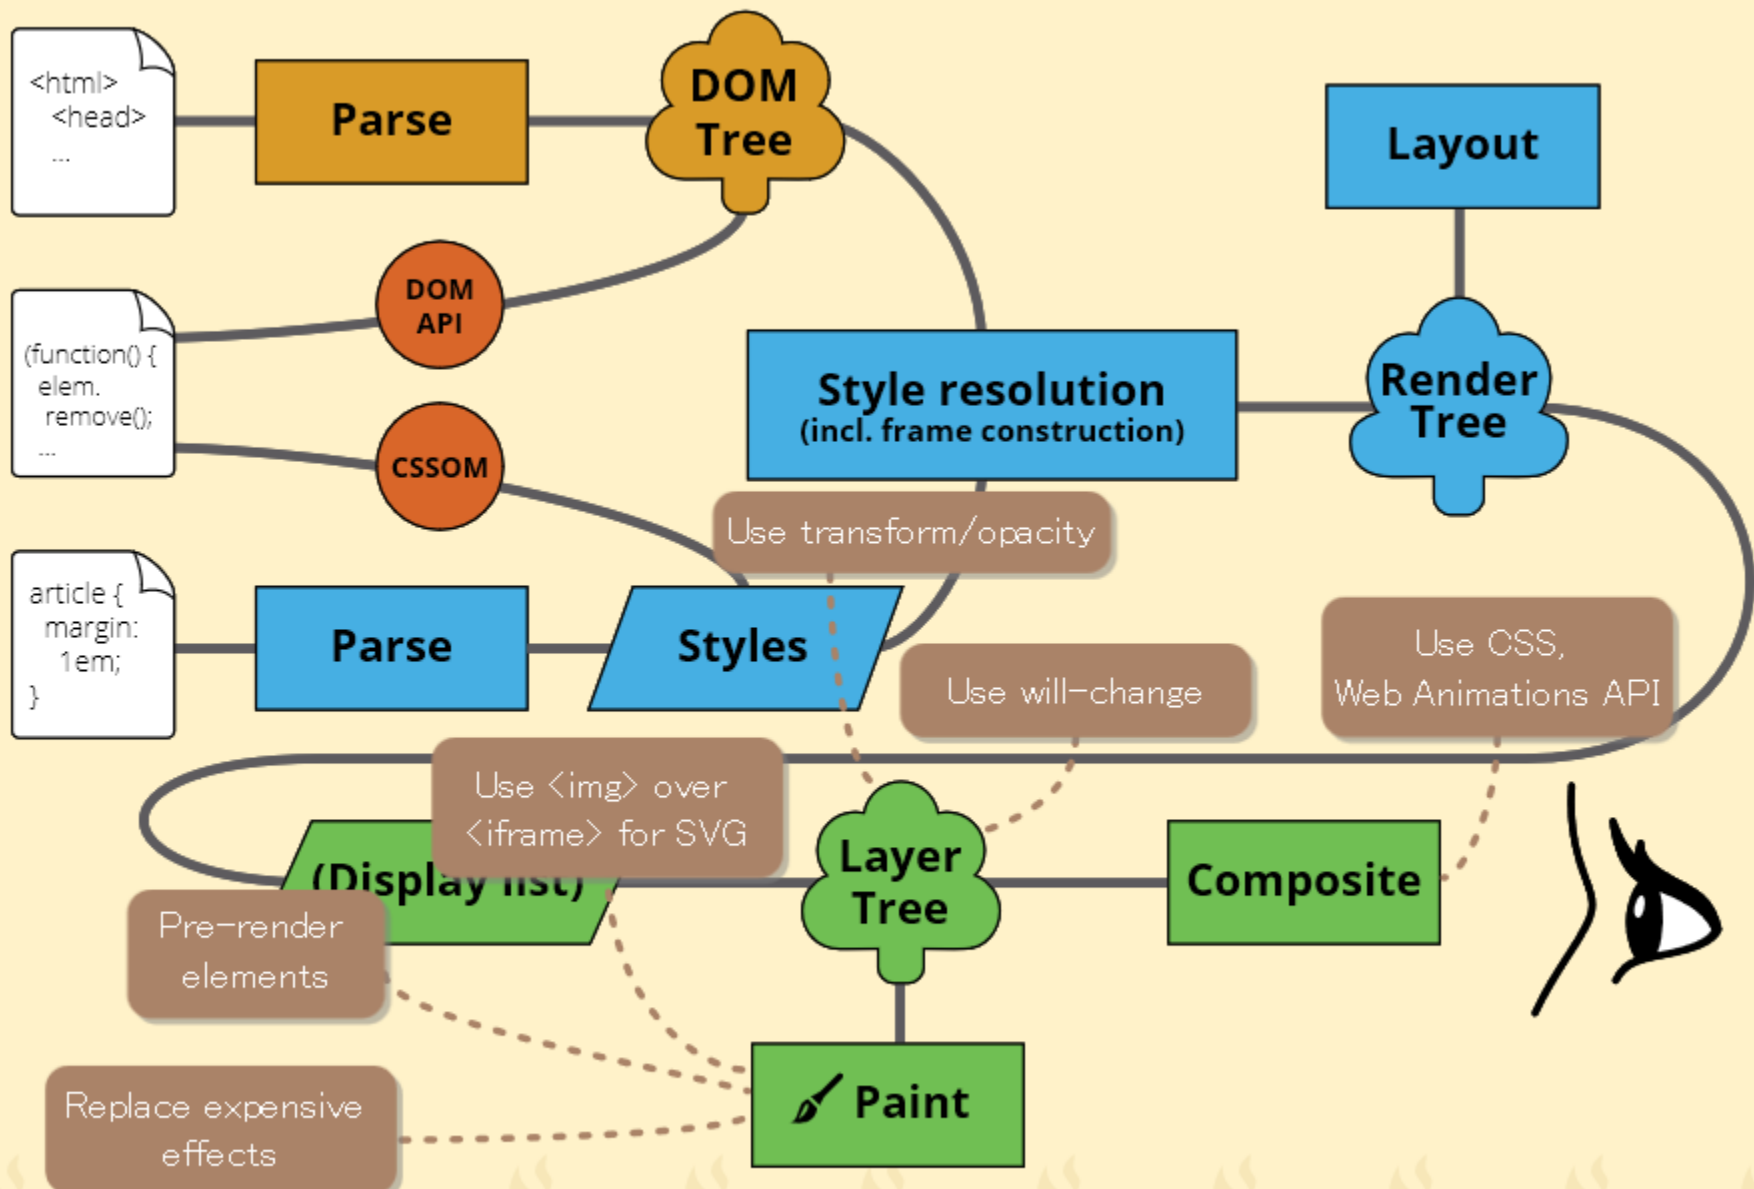 <html>
<head>
...
Parse
DOM
Tree
Layout
(function() {
elem.
remove();
...
DOM
API
CSSOM
Style resolution
(incl. frame construction)
Render
Tree
Use transform/opacity
article {
margin:
1em;
}
Parse
Styles
Use will-change
Use CSS,
Web Animations API
Use <img> over
<iframe> for SVG
(Display list)
Layer
Tree
Composite
Pre-render
elements
Replace expensive
effects
Paint